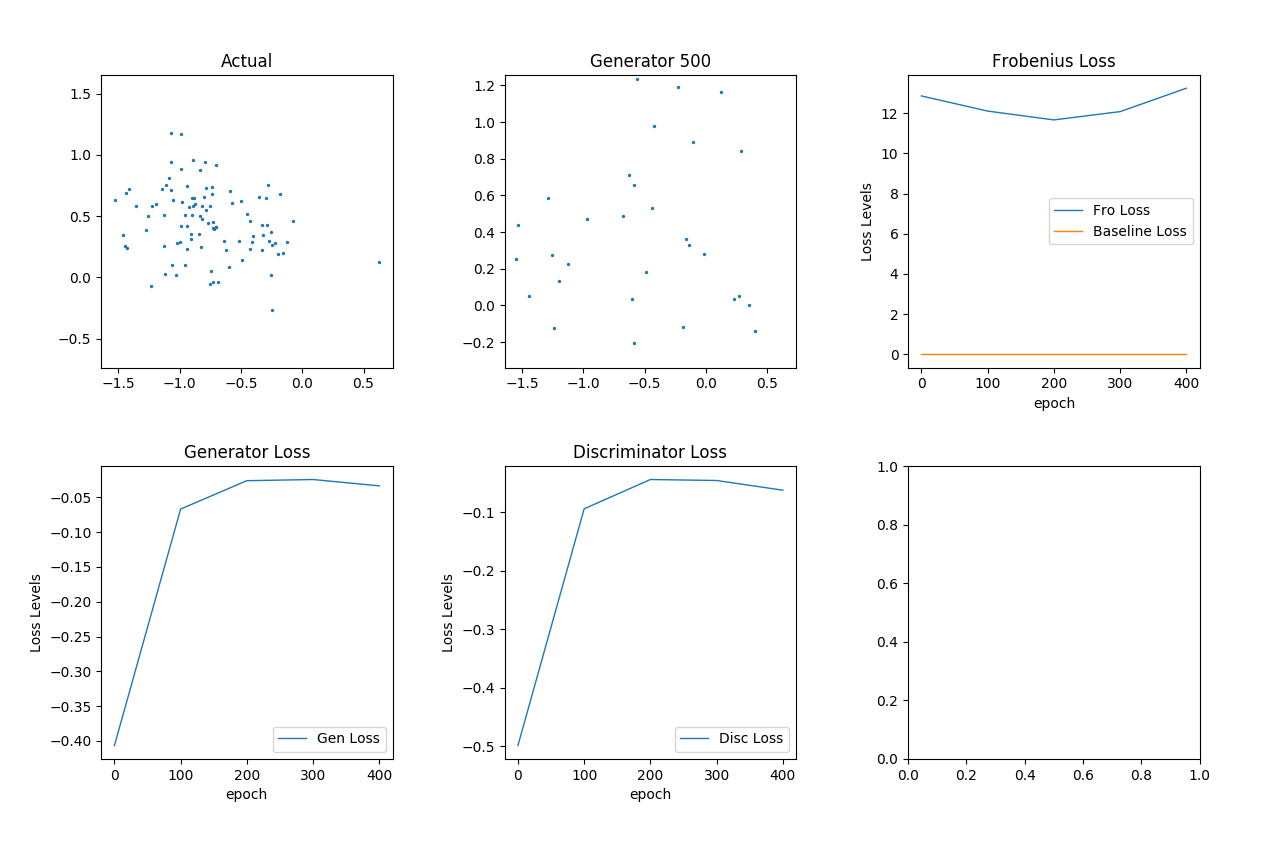 Actual
1.5
1.0
0.5
0.0
−0.5
−1.5 −1.0 −0.5 0.0 0.5
Generator 500
1.2
1.0
0.8
0.6
0.4
0.2
0.0
−0.2
−1.5 −1.0 −0.5 0.0 0.5
Frobenius Loss
Loss Levels
12
10
8
6
4
2
0
Fro Loss
Baseline Loss
0 100 200 300 400
epoch
Generator Loss
Loss Levels
−0.05
−0.10
−0.15
−0.20
−0.25
−0.30
−0.35
−0.40
Gen Loss
0 100 200 300 400
epoch
Discriminator Loss
Loss Levels
−0.1
−0.2
−0.3
−0.4
−0.5
Disc Loss
0 100 200 300 400
epoch
1.0
0.8
0.6
0.4
0.2
0.0
0.0 0.2 0.4 0.6 0.8 1.0